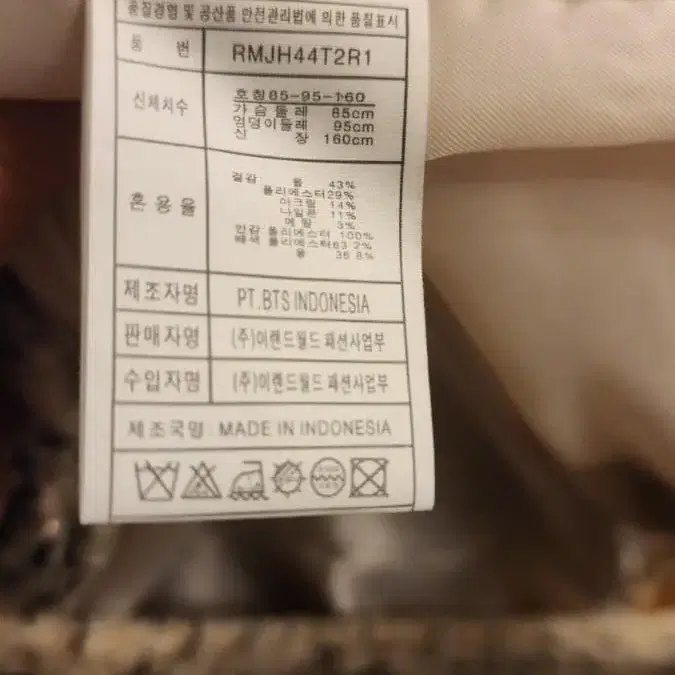 품질경영 및 공산품 안전관리법에 의한 품질표시
품 번 RMJH44T2R1
신체치수
호칭85-95-160
가 슴 둘 레 85cm
엉덩이둘레 95cm
신 장 160cm
혼 용 율
겉감 울 43%
폴리에스터29%
아크릴 14%
나일론 11%
메탈 3%
안감 폴리에스터 100%
배색 폴리에스터63.2%
울 36.8%
제조자명 PT.BTS INDONESIA
판매자명 (주)이랜드월드 패션사업부
수입자명 (주)이랜드월드 패션사업부
제조국명 : MADE IN INDONESIA